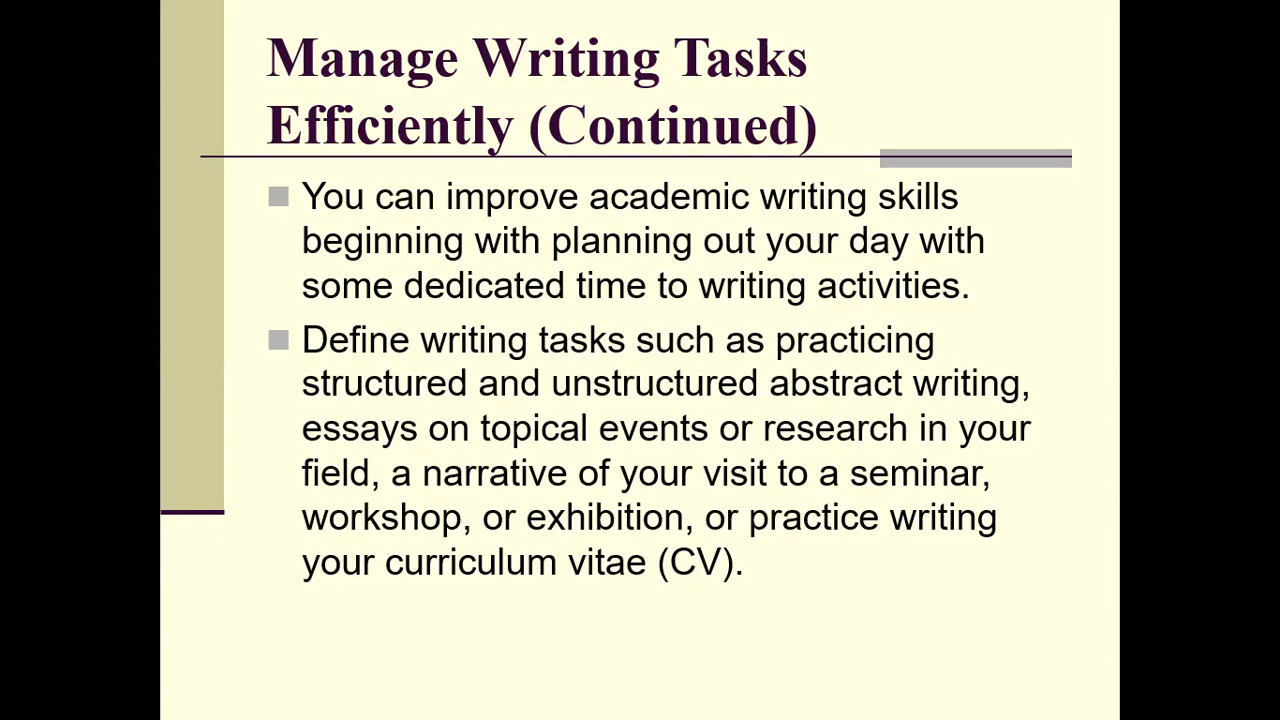 Manage Writing Tasks
Efficiently (Continued)
You can improve academic writing skills
beginning with planning out your day with
some dedicated time to writing activities.
Define writing tasks such as practicing
structured and unstructured abstract writing,
essays on topical events or research in your
field, a narrative of your visit to a seminar,
workshop, or exhibition, or practice writing
your curriculum vitae (CV).